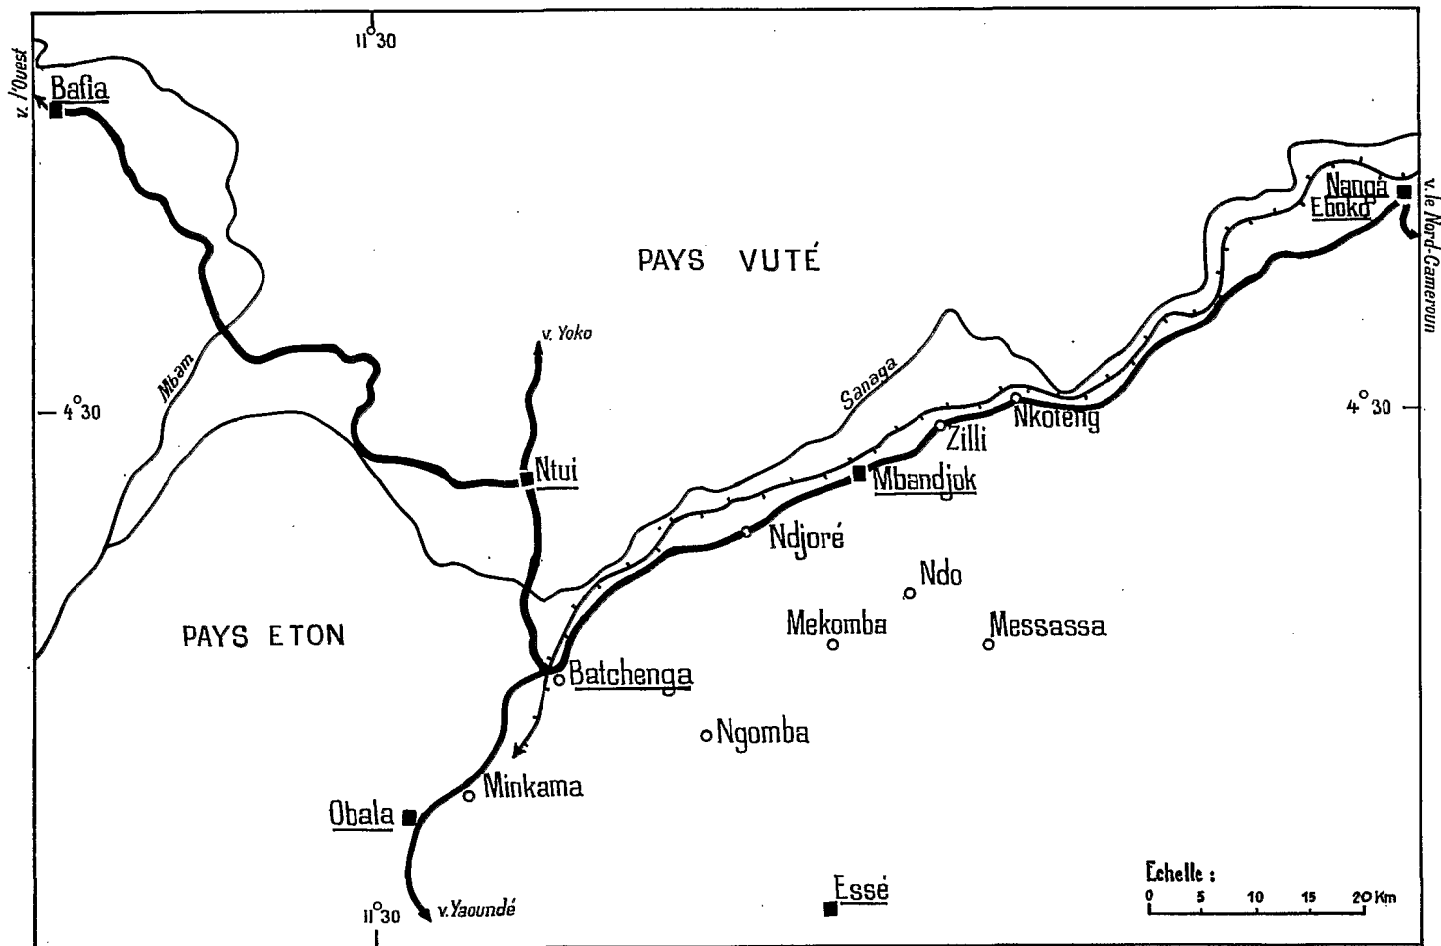 11°30
v. l'Ouest
Bafia
Nanga
Eboko
v. le Nord-Cameroun
PAYS VUTÉ
v. Yoko
Mbam
Sanaga
4°30
4°30
Nkoteng
Zilli
Ntui
Mbandjok
Ndjoré
Ndo
Mekomba
Messassa
PAYS ETON
Batchenga
Ngomba
Minkama
Obala
Echelle :
0 5 10 15 20 Km
Essé
11°30
v. Yaoundé